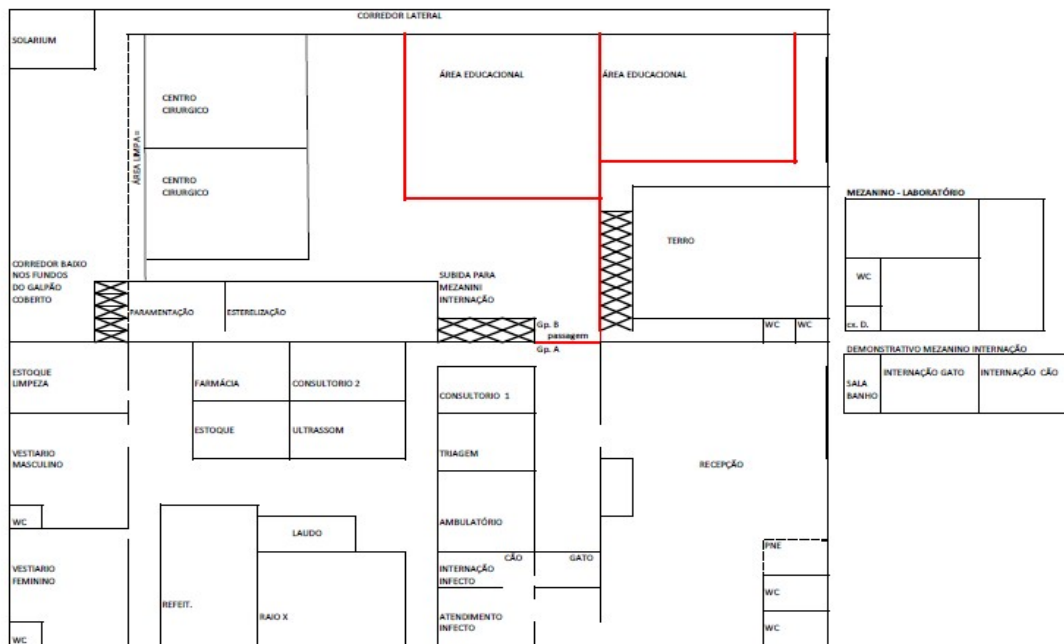 CORREDOR LATERAL
SOLARIUM
ÁREA EDUCACIONAL
ÁREA EDUCACIONAL
CENTRO
CIRURGICO
ÁREA LIMPA =
CENTRO
CIRURGICO
MEZANINO - LABORATÓRIO
TERRO
CORREDOR BAIXO
NOS FUNDOS
DO GALPÃO
COBERTO
SUBIDA PARA
MEZANINI
INTERNAÇÃO
WC
PARAMENTAÇÃO
ESTERELIZAÇÃO
Gp. B
passagem
Gp. A
WC
WC
cx. D.
DEMONSTRATIVO MEZANINO INTERNAÇÃO
SALA
BANHO
INTERNAÇÃO GATO
INTERNAÇÃO CÃO
ESTOQUE
LIMPEZA
FARMÁCIA
CONSULTORIO 2
CONSULTORIO 1
ESTOQUE
ULTRASSOM
VESTIARIO
MASCULINO
TRIAGEM
RECEPÇÃO
WC
LAUDO
AMBULATÓRIO
CÃO
GATO
PNE
VESTIARIO
FEMININO
INTERNAÇÃO
INFECTO
WC
REFEIT.
RAIO X
ATENDIMENTO
INFECTO
WC
WC